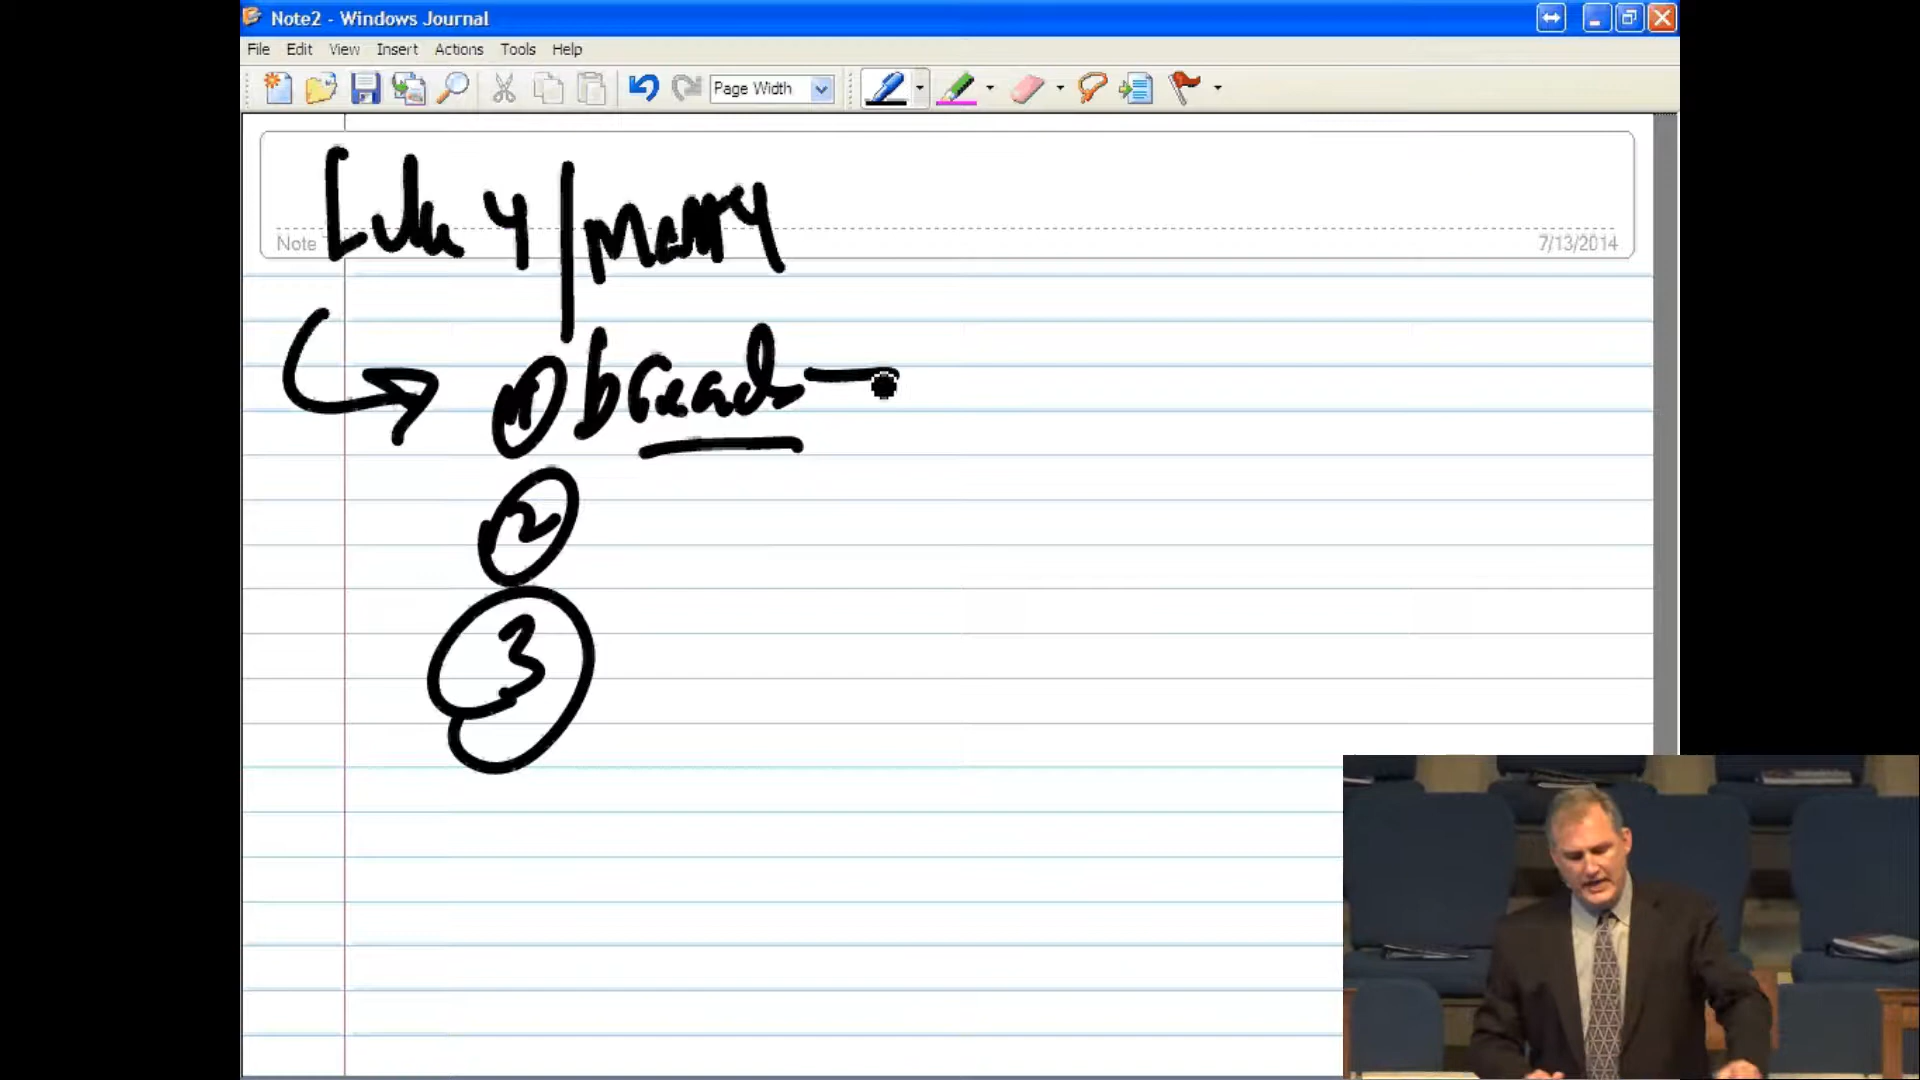 Note2 - Windows Journal
File Edit View Insert Actions Tools Help
Page Width
Luke 4 | Matt 4
Note
7/13/2014
1 bread
2
3